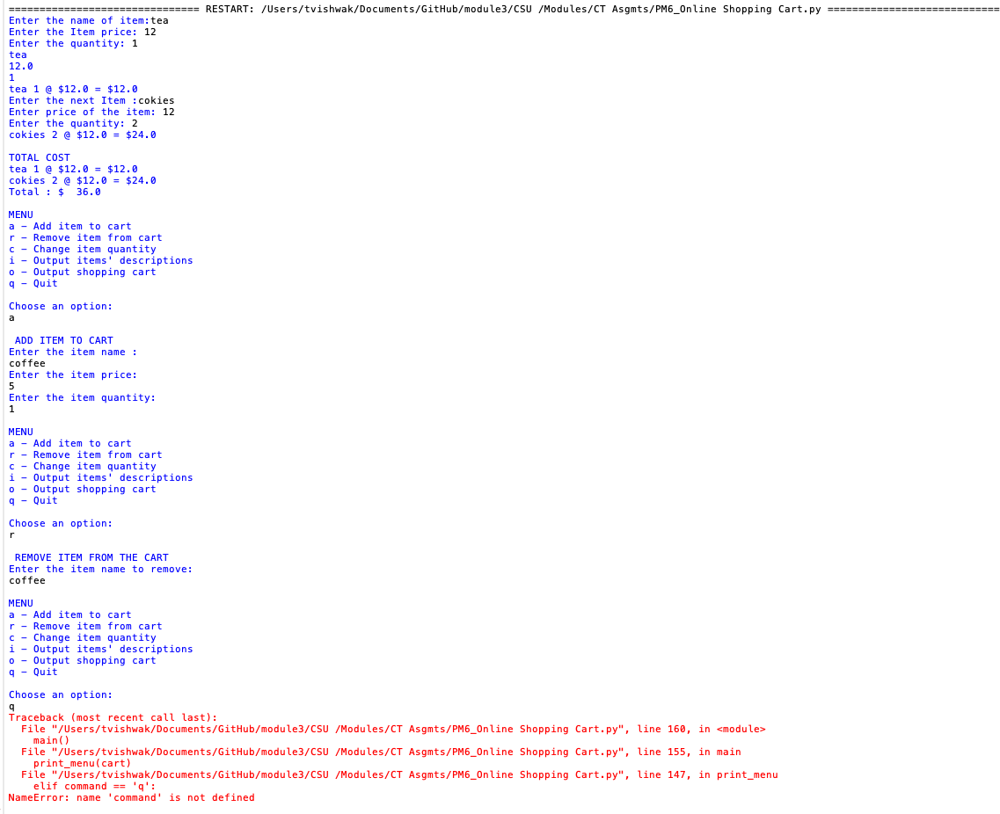 =============================== RESTART: /Users/tvishwak/Documents/GitHub/module3/CSU /Modules/CT Asgmts/PM6_Online Shopping Cart.py ============================
Enter the name of item:tea
Enter the Item price: 12
Enter the quantity: 1
tea
12.0
1
tea 1 @ $12.0 = $12.0
Enter the next Item :cokies
Enter price of the item: 12
Enter the quantity: 2
cokies 2 @ $12.0 = $24.0

TOTAL COST
tea 1 @ $12.0 = $12.0
cokies 2 @ $12.0 = $24.0
Total : $  36.0

MENU
a – Add item to cart
r – Remove item from cart
c – Change item quantity
i – Output items' descriptions
o – Output shopping cart
q – Quit

Choose an option:
a

 ADD ITEM TO CART
Enter the item name :
coffee
Enter the item price:
5
Enter the item quantity:
1

MENU
a – Add item to cart
r – Remove item from cart
c – Change item quantity
i – Output items' descriptions
o – Output shopping cart
q – Quit

Choose an option:
r

 REMOVE ITEM FROM THE CART
Enter the item name to remove:
coffee

MENU
a – Add item to cart
r – Remove item from cart
c – Change item quantity
i – Output items' descriptions
o – Output shopping cart
q – Quit

Choose an option:
q
Traceback (most recent call last):
  File "/Users/tvishwak/Documents/GitHub/module3/CSU /Modules/CT Asgmts/PM6_Online Shopping Cart.py", line 160, in <module>
    main()
  File "/Users/tvishwak/Documents/GitHub/module3/CSU /Modules/CT Asgmts/PM6_Online Shopping Cart.py", line 155, in main
    print_menu(cart)
  File "/Users/tvishwak/Documents/GitHub/module3/CSU /Modules/CT Asgmts/PM6_Online Shopping Cart.py", line 147, in print_menu
    elif command == 'q':
NameError: name 'command' is not defined